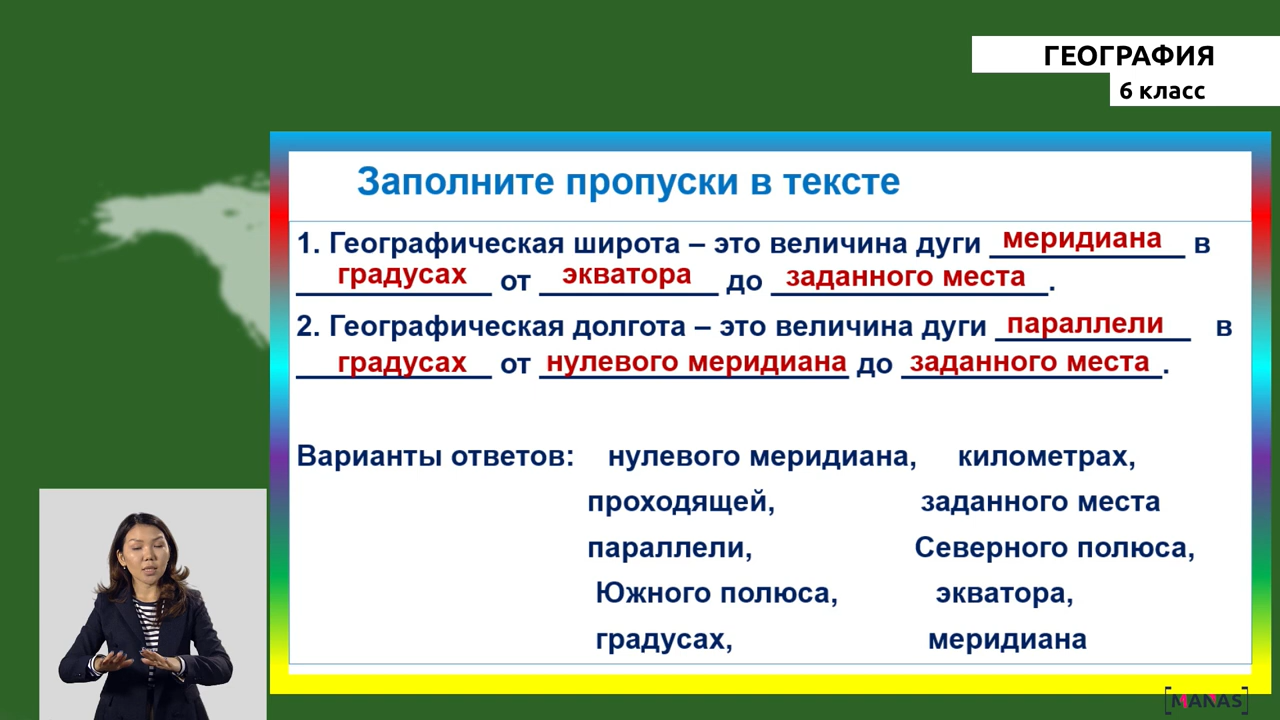 ГЕОГРАФИЯ
6 класс
Заполните пропуски в тексте
1. Географическая широта – это величина дуги меридиана в
градусах от экватора до заданного места.
2. Географическая долгота – это величина дуги параллели в
градусах от нулевого меридиана до заданного места.
Варианты ответов: нулевого меридиана, километрах,
проходящей, заданного места
параллели, Северного полюса,
Южного полюса, экватора,
градусах, меридиана
[MANAS]